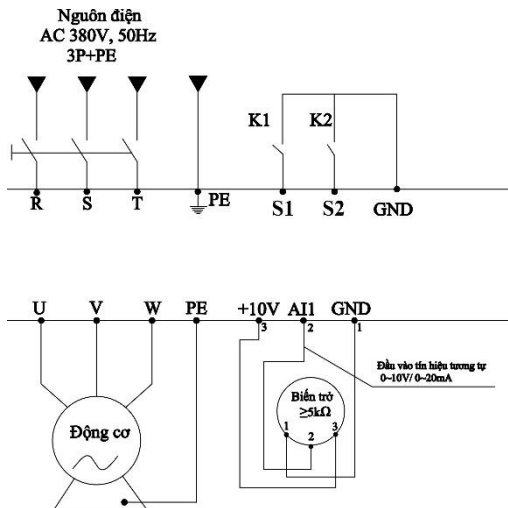 Nguồn điện
AC 380V, 50Hz
3P+PE
K1 K2
R S T PE S1 S2 GND
U V W PE +10V AI1 GND
3 2 1
Đầu vào tín hiệu tương tự
0~10V/ 0~20mA
Biến trở
≥5kΩ
1 2 3
Động cơ